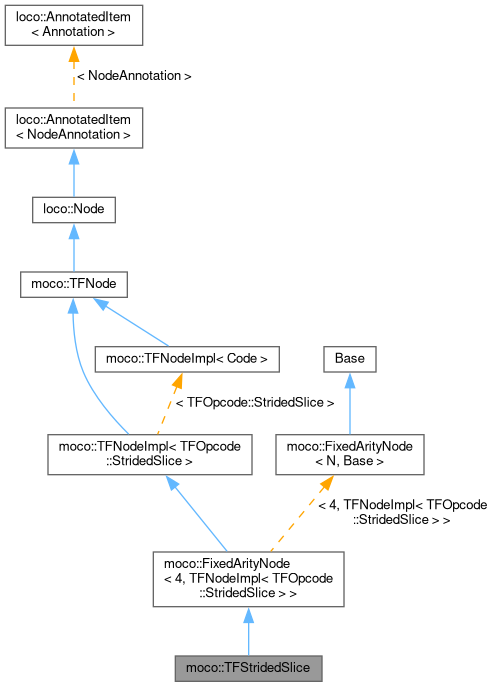 loco::AnnotatedItem
< Annotation >
< NodeAnnotation >
loco::AnnotatedItem
< NodeAnnotation >
loco::Node
moco::TFNode
moco::TFNodeImpl< Code >
Base
< TFOpcode::StridedSlice >
moco::TFNodeImpl< TFOpcode
::StridedSlice >
moco::FixedArityNode
< N, Base >
< 4, TFNodeImpl< TFOpcode
::StridedSlice > >
moco::FixedArityNode
< 4, TFNodeImpl< TFOpcode
::StridedSlice > >
moco::TFStridedSlice